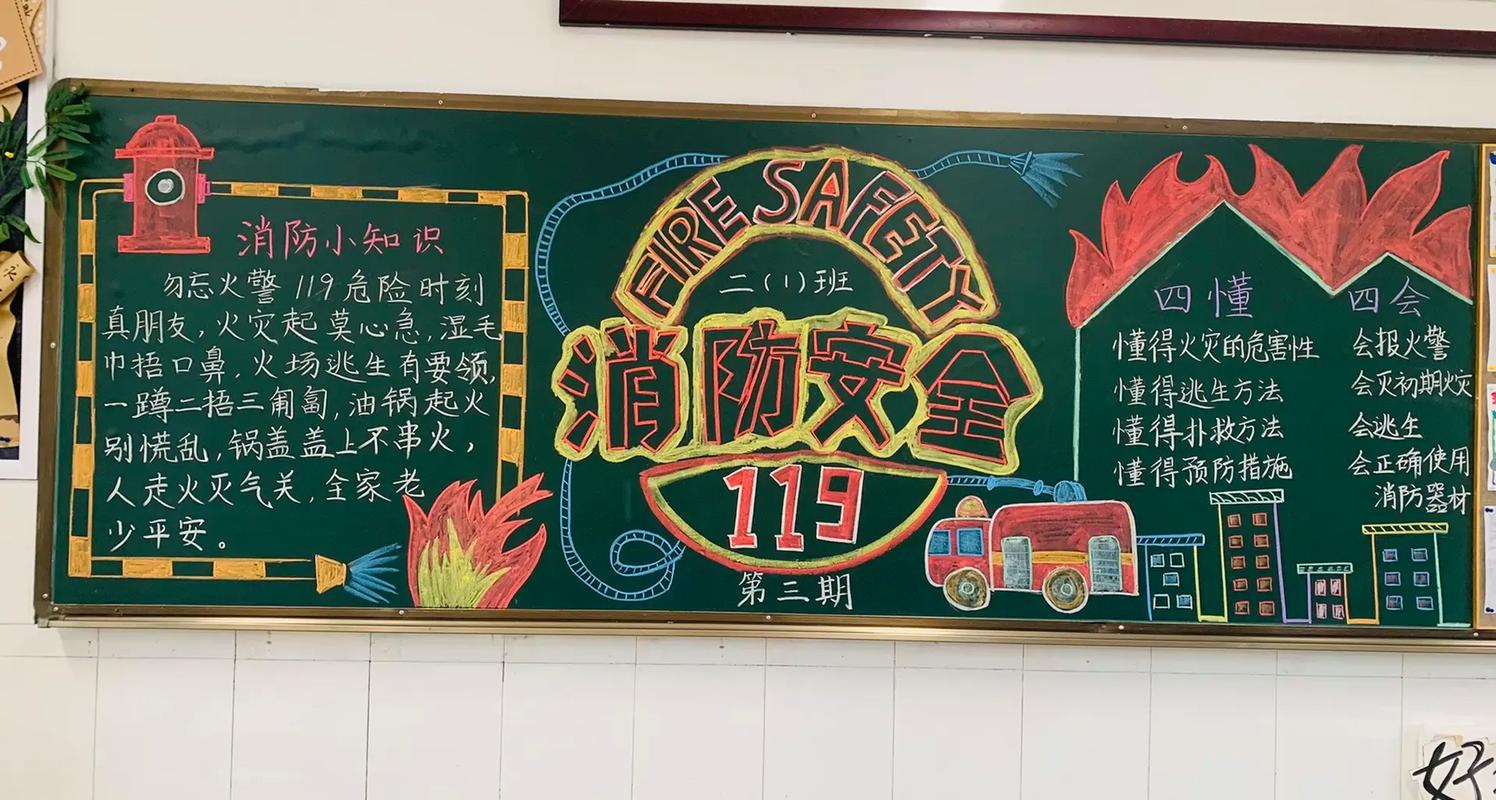 消防小知识
勿忘火警119危险时刻
真朋友,火灾起莫心急,湿毛
巾捂口鼻,火场逃生有要领,
一蹲二捂三匍匐,油锅起火
别慌乱,锅盖盖上不串火,
人走火灭气关,全家老
少平安。
FIRE SAFETY
二(1)班
消防安全
119
第三期
四懂
懂得火灾的危害性
懂得逃生方法
懂得扑救方法
懂得预防措施
四会
会报火警
会灭初期火灾
会逃生
会正确使用
消防器材
好